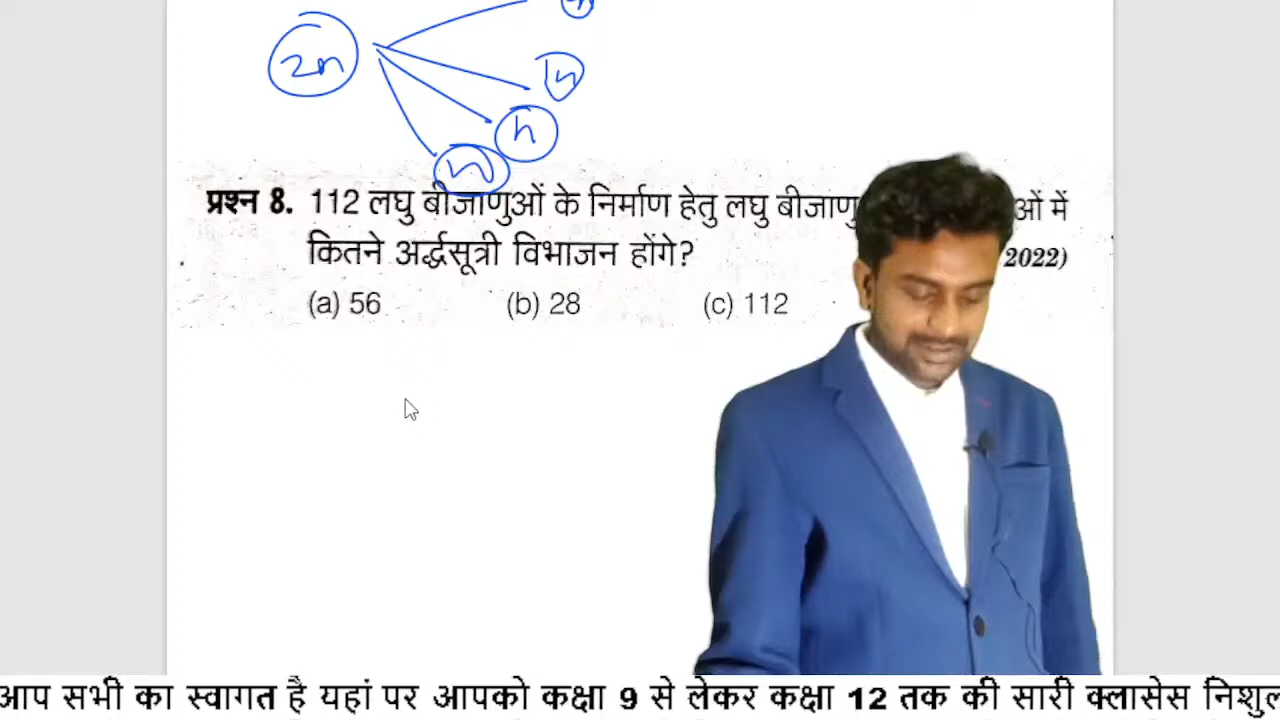 2n
n
n
n
प्रश्न 8. 112 लघु बीजाणुओं के निर्माण हेतु लघु बीजाणु ओं में
कितने अर्द्धसूत्री विभाजन होंगे? 2022)
(a) 56 (b) 28 (c) 112
आप सभी का स्वागत है यहां पर आपको कक्षा 9 से लेकर कक्षा 12 तक की सारी क्लासेस